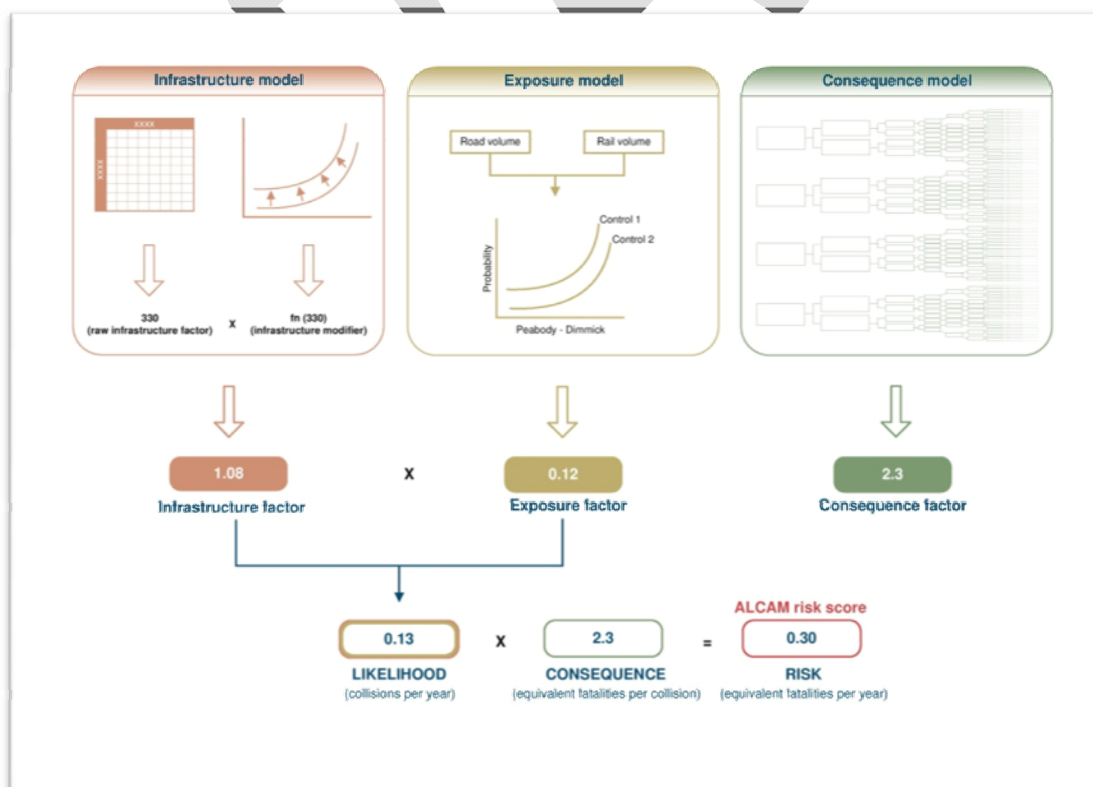 Infrastructure model
Exposure model
Consequence model
XXXX
XXXX
Road volume
Rail volume
Control 1
Control 2
Probability
Peabody - Dimmick
330
(raw infrastructure factor)
X
fn (330)
(infrastructure modifier)
1.08
X
0.12
2.3
Infrastructure factor
Exposure factor
Consequence factor
ALCAM risk score
0.13
X
2.3
=
0.30
LIKELIHOOD
CONSEQUENCE
RISK
(collisions per year)
(equivalent fatalities per collision)
(equivalent fatalities per year)